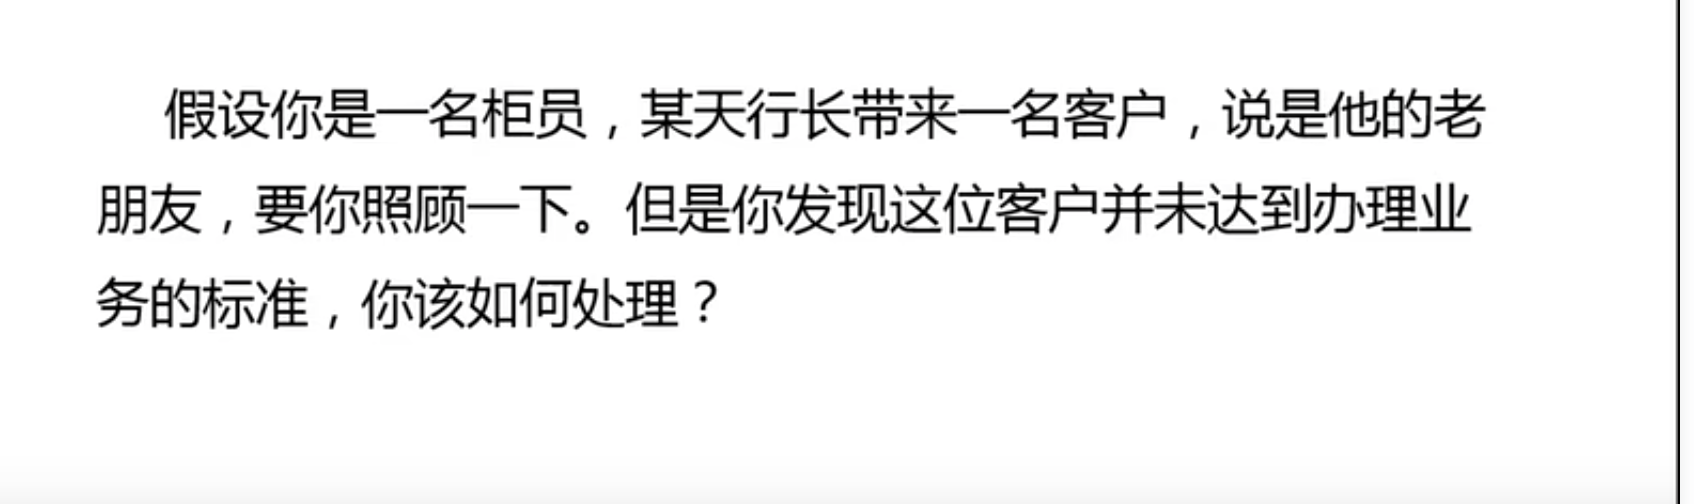 假设你是一名柜员，某天行长带来一名客户，说是他的老
朋友，要你照顾一下。但是你发现这位客户并未达到办理业
务的标准，你该如何处理？